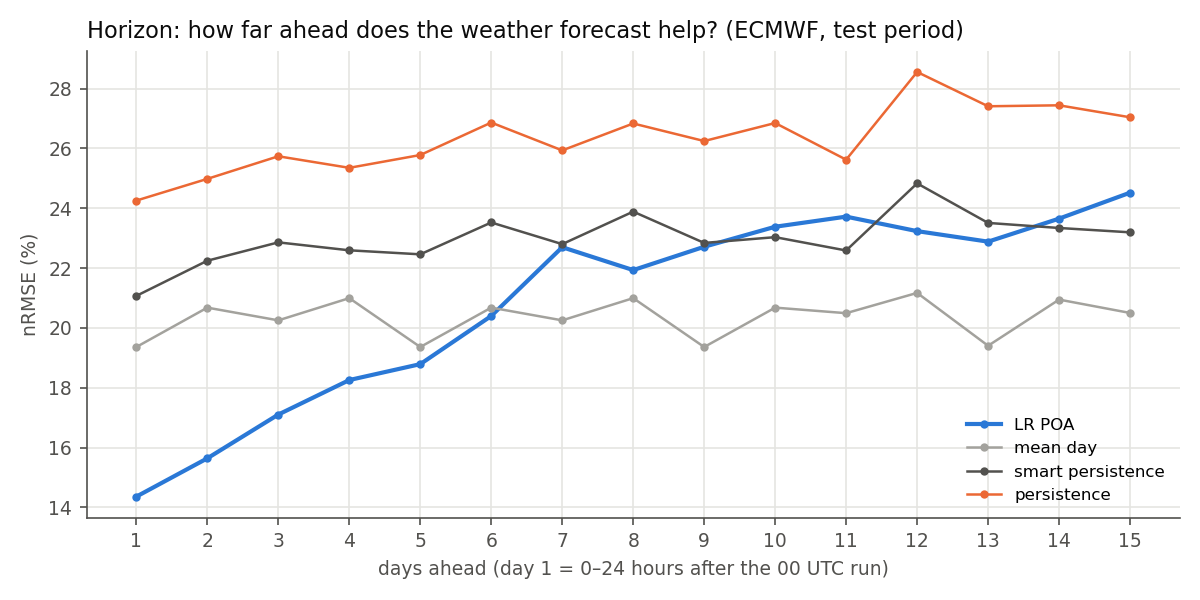 Horizon: how far ahead does the weather forecast help? (ECMWF, test period)
nRMSE (%)
28
26
24
22
20
18
16
14
LR POA
mean day
smart persistence
persistence
1 2 3 4 5 6 7 8 9 10 11 12 13 14 15
days ahead (day 1 = 0–24 hours after the 00 UTC run)